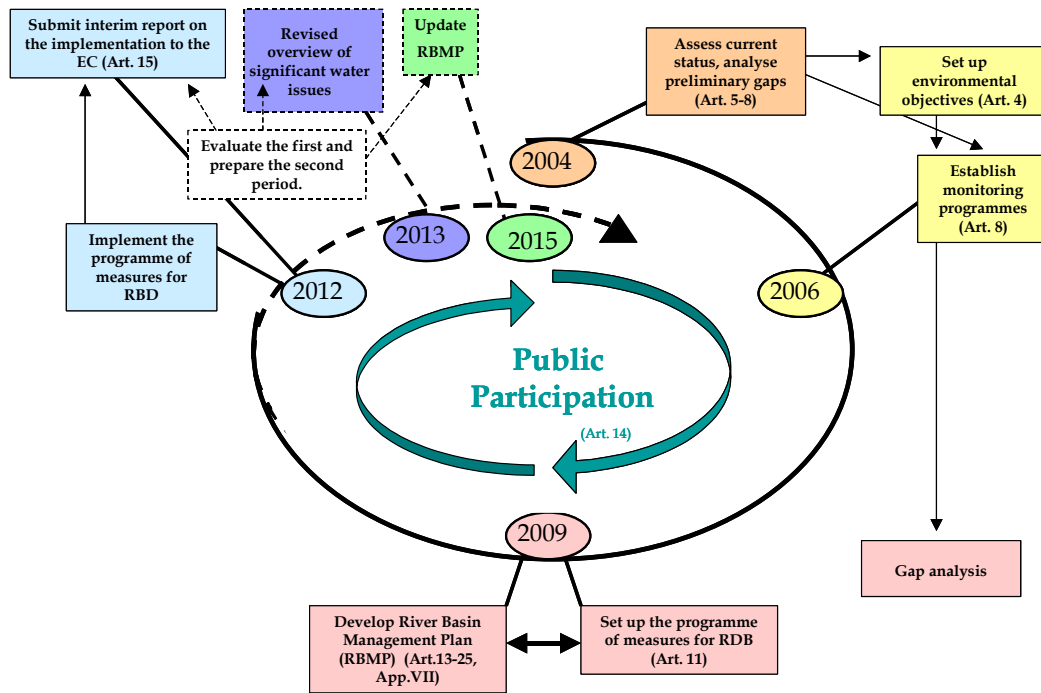 Submit interim report on
the implementation to the
EC (Art. 15)
Revised
overview of
significant water
issues
Update
RBMP
Assess current
status, analyse
preliminary gaps
(Art. 5-8)
Set up
environmental
objectives (Art. 4)
Evaluate the first and
prepare the second
period.
2004
Establish
monitoring
programmes
(Art. 8)
Implement the
programme of
measures for
RBD
2013
2015
2012
2006
Public
Participation
(Art. 14)
2009
Gap analysis
Develop River Basin
Management Plan
(RBMP) (Art.13-25,
App.VII)
Set up the programme
of measures for RDB
(Art. 11)